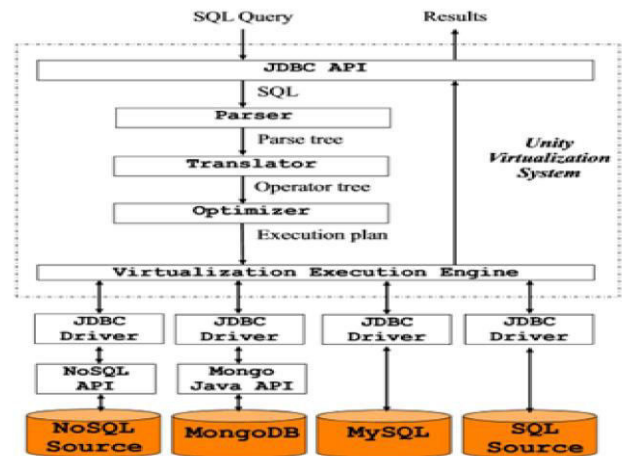 SQL Query
Results
JDBC API
SQL
Parser
Parse tree
Translator
Operator tree
Optimizer
Execution plan
Unity
Virtualization
System
Virtualization Execution Engine
JDBC
Driver
JDBC
Driver
JDBC
Driver
JDBC
Driver
NoSQL
API
Mongo
Java API
NoSQL
Source
MongoDB
MySQL
SQL
Source